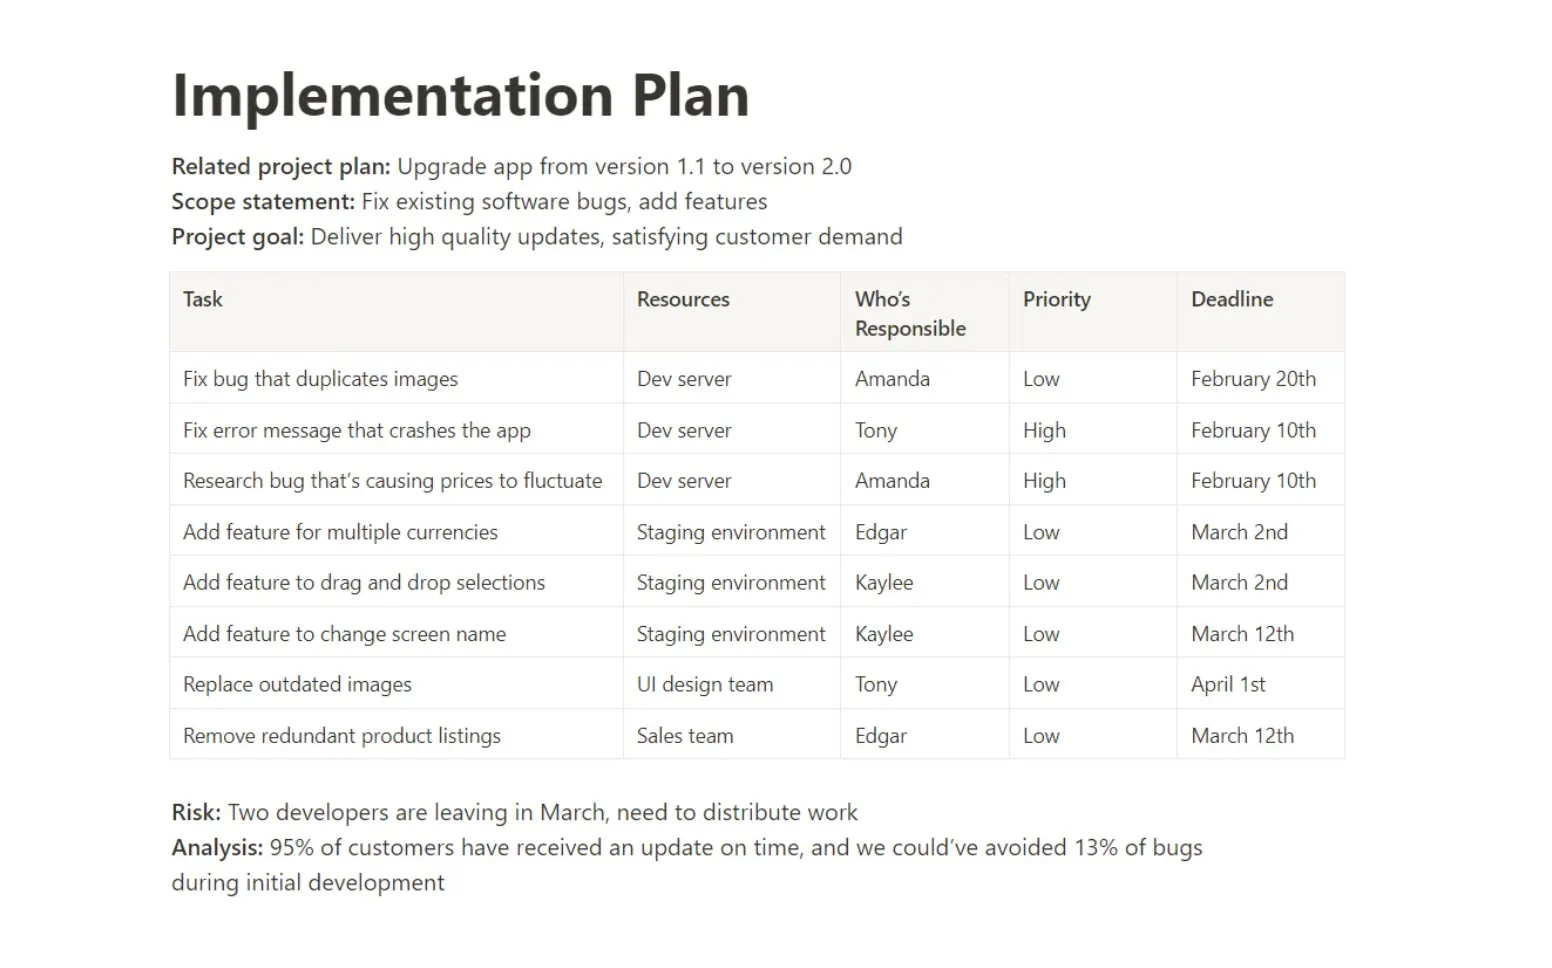 Implementation Plan
Related project plan: Upgrade app from version 1.1 to version 2.0
Scope statement: Fix existing software bugs, add features
Project goal: Deliver high quality updates, satisfying customer demand
Task Resources Who’s Responsible Priority Deadline
Fix bug that duplicates images Dev server Amanda Low February 20th
Fix error message that crashes the app Dev server Tony High February 10th
Research bug that’s causing prices to fluctuate Dev server Amanda High February 10th
Add feature for multiple currencies Staging environment Edgar Low March 2nd
Add feature to drag and drop selections Staging environment Kaylee Low March 2nd
Add feature to change screen name Staging environment Kaylee Low March 12th
Replace outdated images UI design team Tony Low April 1st
Remove redundant product listings Sales team Edgar Low March 12th
Risk: Two developers are leaving in March, need to distribute work
Analysis: 95% of customers have received an update on time, and we could’ve avoided 13% of bugs
during initial development